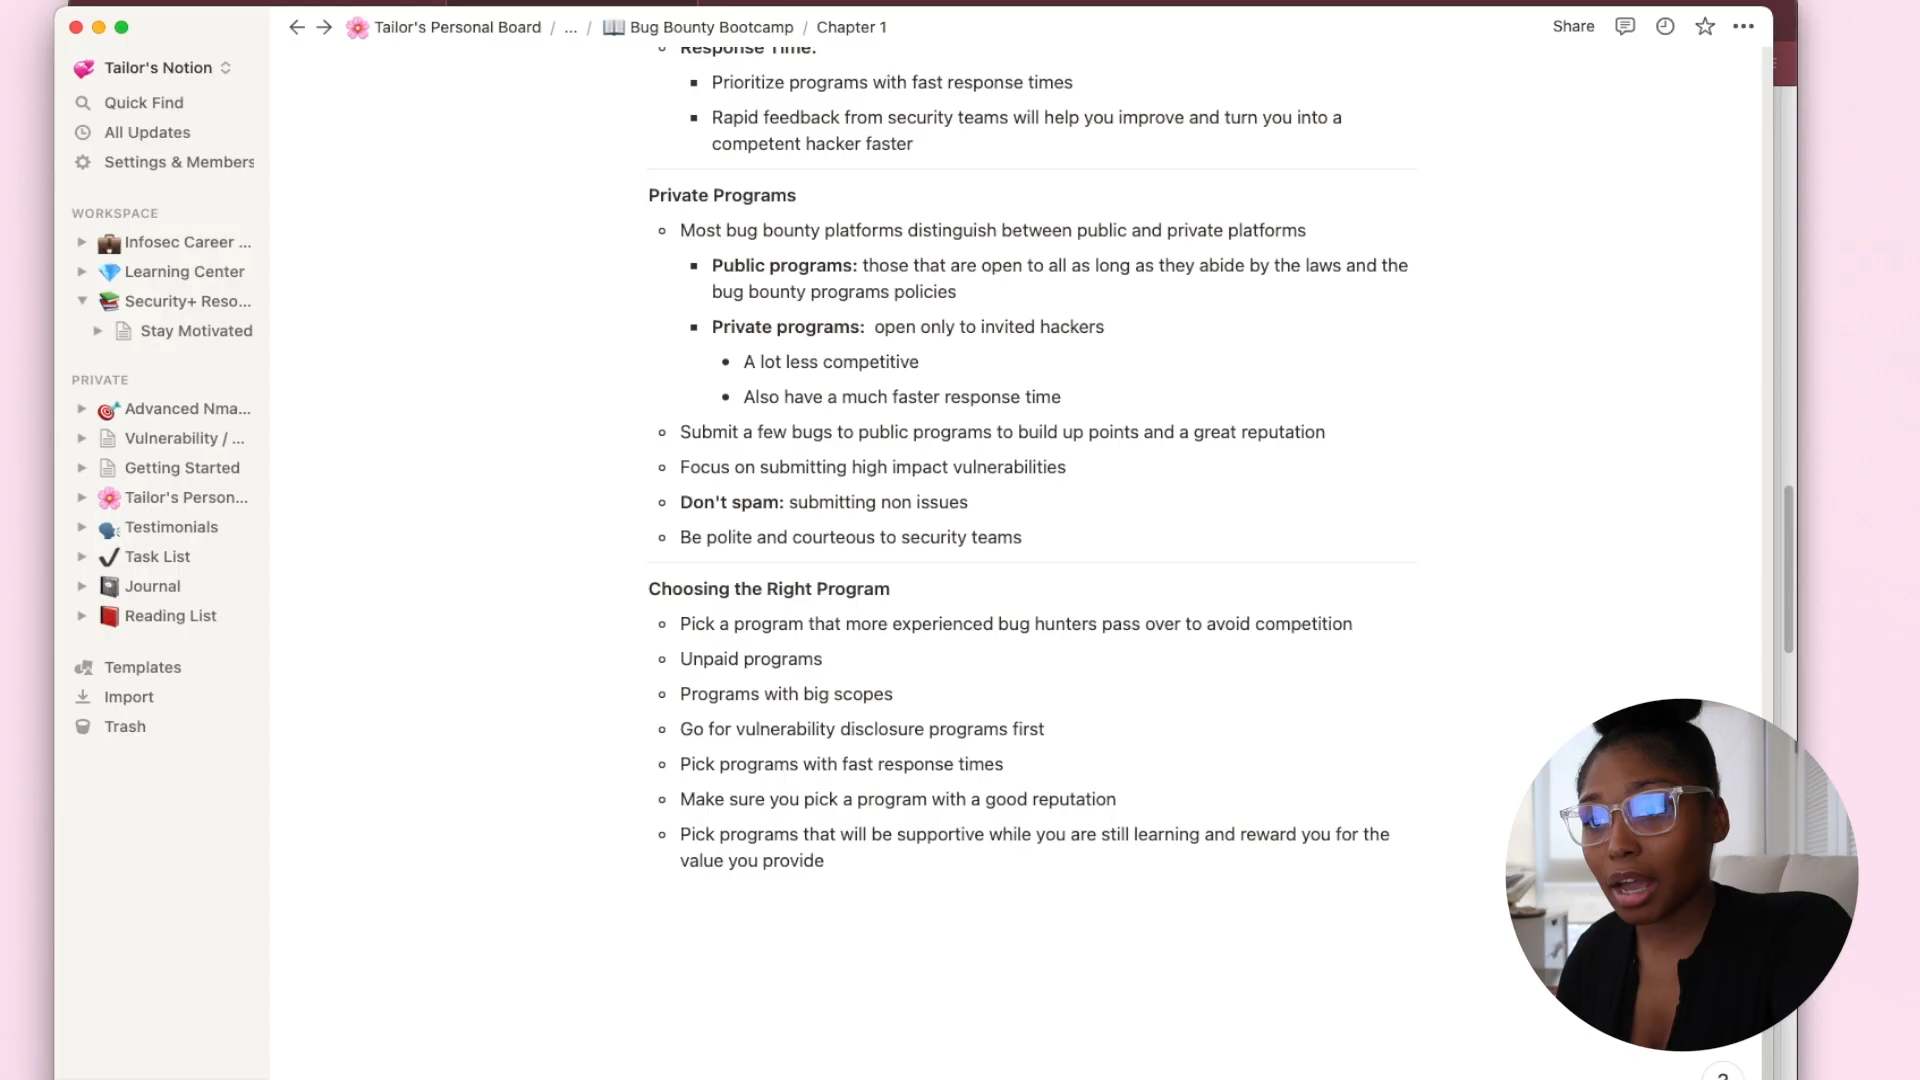 Tailor's Personal Board / ... / Bug Bounty Bootcamp / Chapter 1
Share
Tailor's Notion
Quick Find
All Updates
Settings & Members
WORKSPACE
Infosec Career ...
Learning Center
Security+ Reso...
Stay Motivated
PRIVATE
Advanced Nma...
Vulnerability / ...
Getting Started
Tailor's Person...
Testimonials
Task List
Journal
Reading List
Templates
Import
Trash
Response Time:
Prioritize programs with fast response times
Rapid feedback from security teams will help you improve and turn you into a
competent hacker faster
Private Programs
Most bug bounty platforms distinguish between public and private platforms
Public programs: those that are open to all as long as they abide by the laws and the
bug bounty programs policies
Private programs: open only to invited hackers
A lot less competitive
Also have a much faster response time
Submit a few bugs to public programs to build up points and a great reputation
Focus on submitting high impact vulnerabilities
Don't spam: submitting non issues
Be polite and courteous to security teams
Choosing the Right Program
Pick a program that more experienced bug hunters pass over to avoid competition
Unpaid programs
Programs with big scopes
Go for vulnerability disclosure programs first
Pick programs with fast response times
Make sure you pick a program with a good reputation
Pick programs that will be supportive while you are still learning and reward you for the
value you provide
?